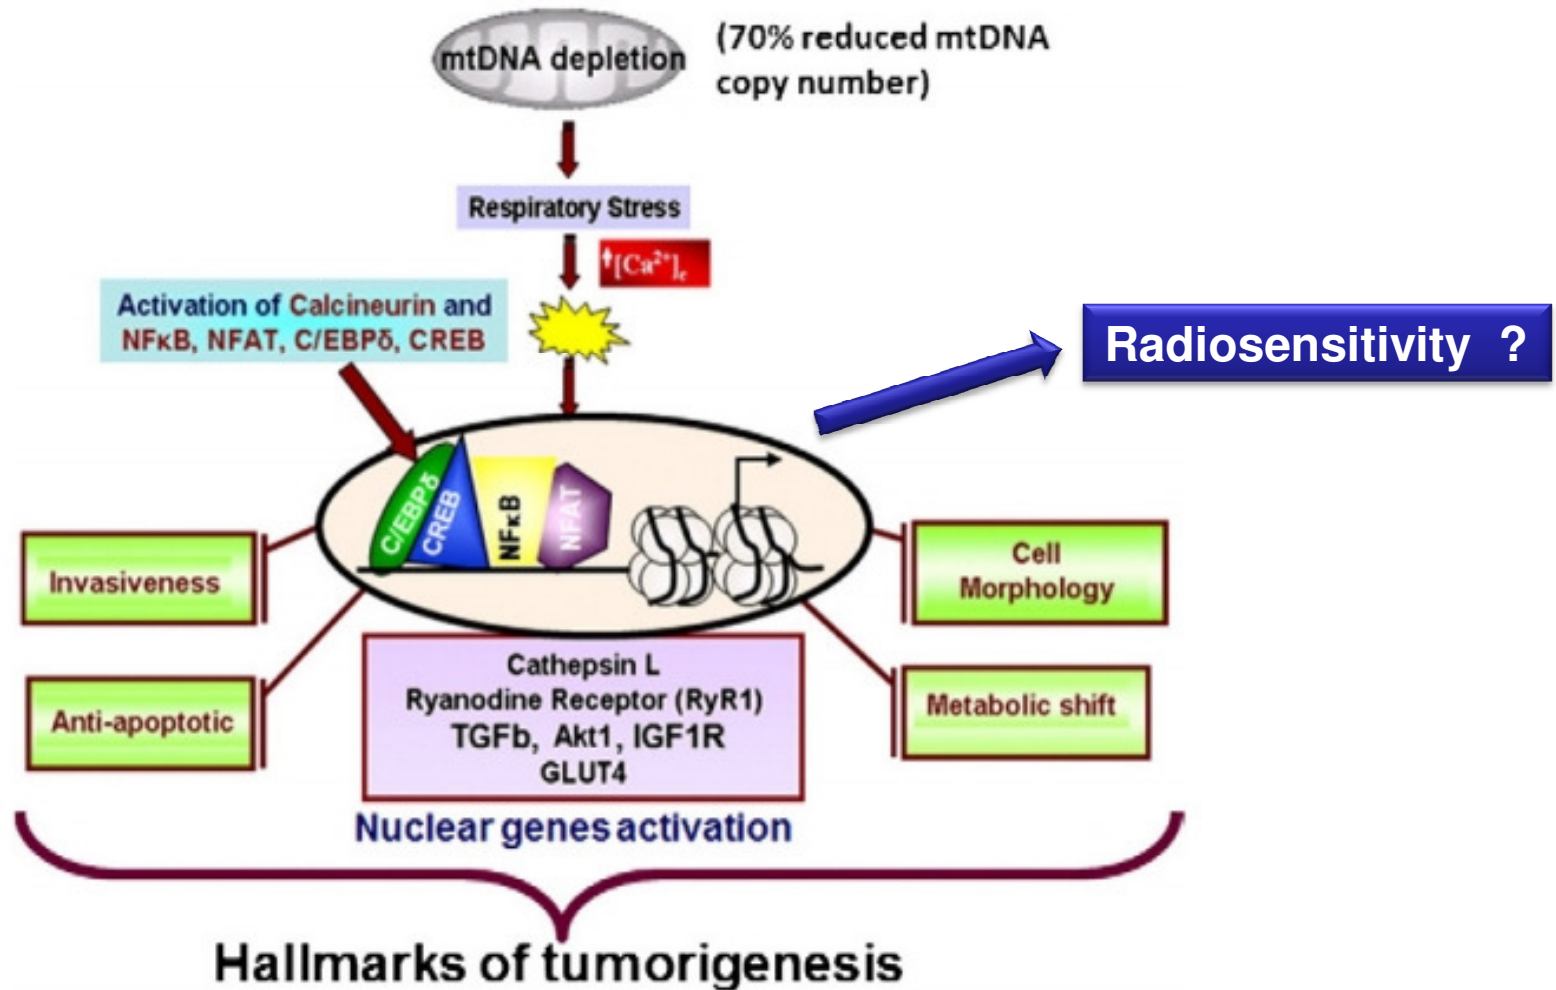 mtDNA depletion
(70% reduced mtDNA
copy number)
Respiratory Stress
↑[Ca²⁺]c
Activation of Calcineurin and
NFκB, NFAT, C/EBPδ, CREB
Radiosensitivity ?
C/EBPδ
CREB
NFκB
NFAT
Invasiveness
Cell
Morphology
Anti-apoptotic
Cathepsin L
Ryanodine Receptor (RyR1)
TGFb, Akt1, IGF1R
GLUT4
Metabolic shift
Nuclear genes activation
Hallmarks of tumorigenesis